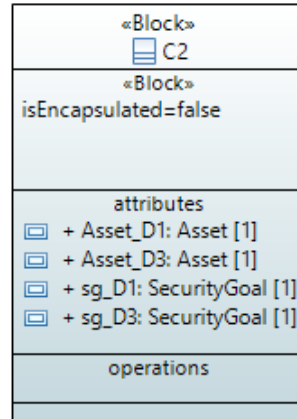 «Block»
C2
«Block»
isEncapsulated=false
attributes
+ Asset_D1: Asset [1]
+ Asset_D3: Asset [1]
+ sg_D1: SecurityGoal [1]
+ sg_D3: SecurityGoal [1]
operations